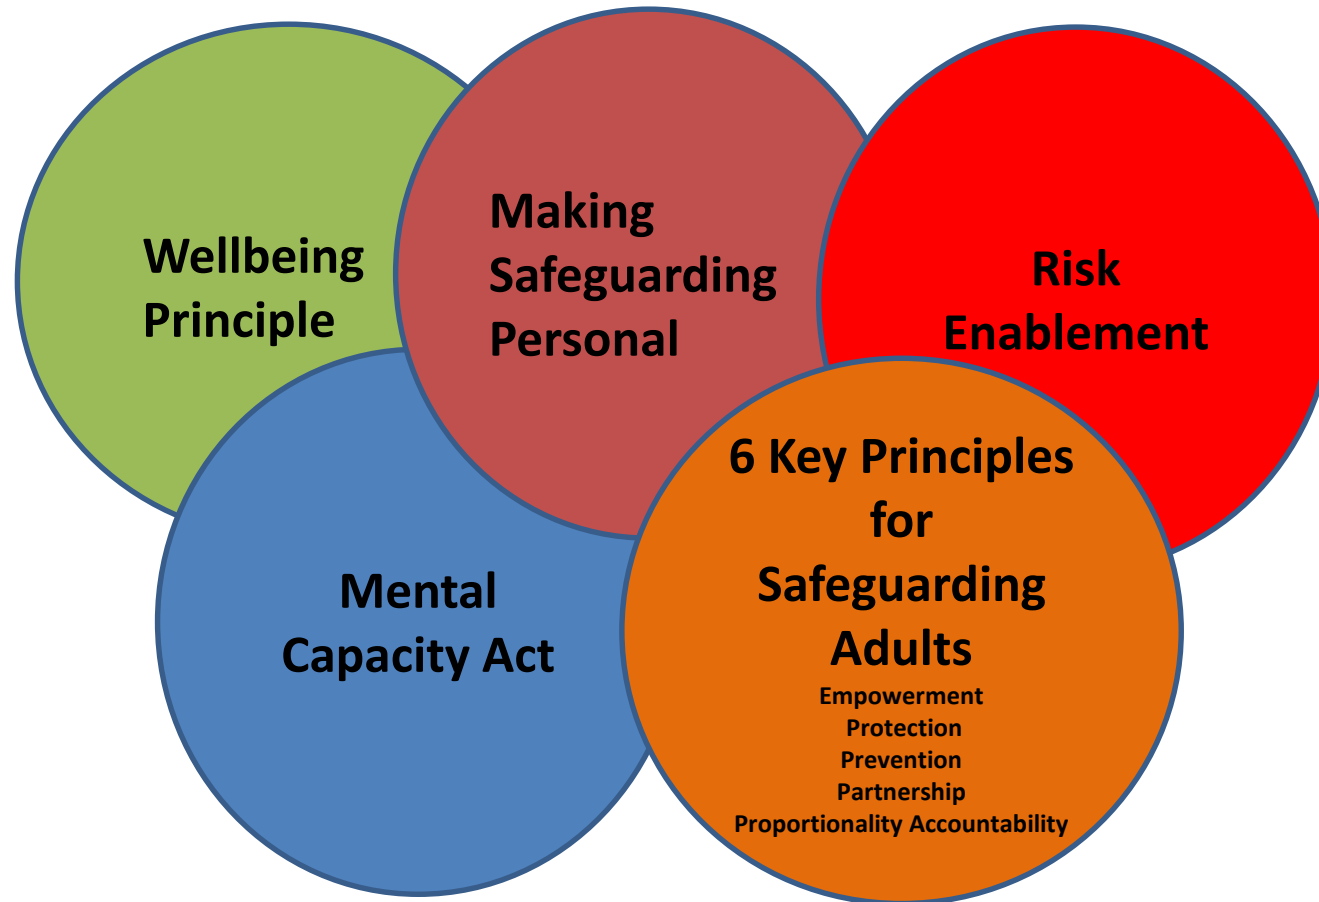 Wellbeing
Principle
Making
Safeguarding
Personal
Risk
Enablement
Mental
Capacity Act
6 Key Principles
for
Safeguarding
Adults
Empowerment
Protection
Prevention
Partnership
Proportionality Accountability